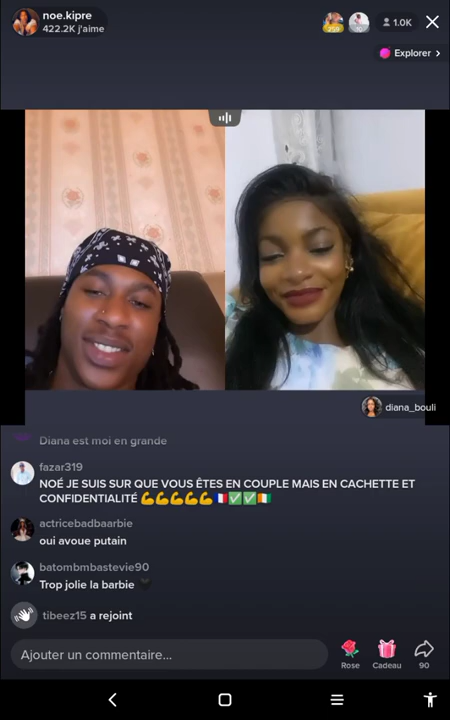 noe.kipre
422.2K j'aime
259
1.0K
Explorer
diana_bouli
Diana est moi en grande
fazar319
NOÉ JE SUIS SUR QUE VOUS ÊTES EN COUPLE MAIS EN CACHETTE ET
CONFIDENTIALITÉ 💪💪💪💪💪🇫🇷✅✅🇨🇮
actricebadbaarbie
oui avoue putain
batombmbastevie90
Trop jolie la barbie 🖤
tibeez15 a rejoint
Ajouter un commentaire...
Rose
Cadeau
90